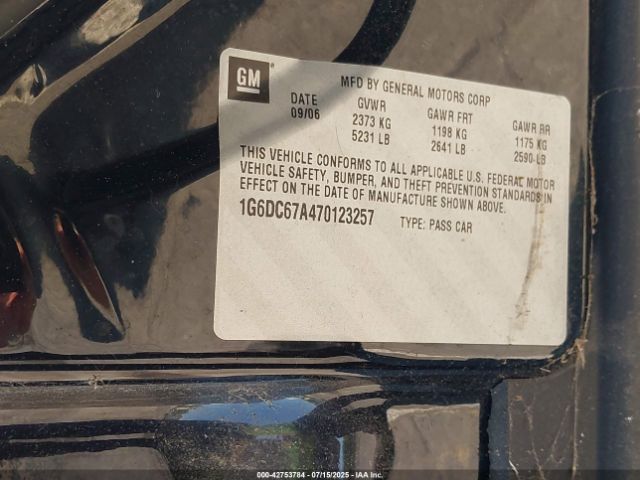 GM
MFD BY GENERAL MOTORS CORP
DATE GVWR GAWR FRT GAWR RR
09/06 2373 KG 1198 KG 1175 KG
5231 LB 2641 LB 2590 LB
THIS VEHICLE CONFORMS TO ALL APPLICABLE U.S. FEDERAL MOTOR
VEHICLE SAFETY, BUMPER, AND THEFT PREVENTION STANDARDS IN
EFFECT ON THE DATE OF MANUFACTURE SHOWN ABOVE.
1G6DC67A470123257 TYPE: PASS CAR
000-42753784 | 07/15/2025 | IAAI.COM